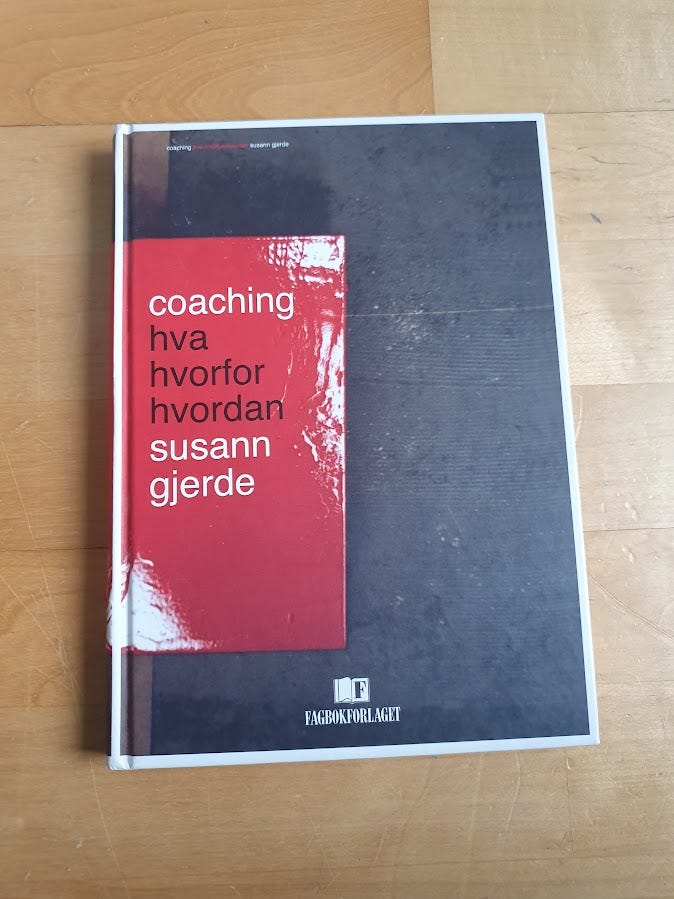 coaching hva hvorfor hvordan susann gjerde
coaching
hva
hvorfor
hvordan
susann
gjerde
F
FAGBOKFORLAGET